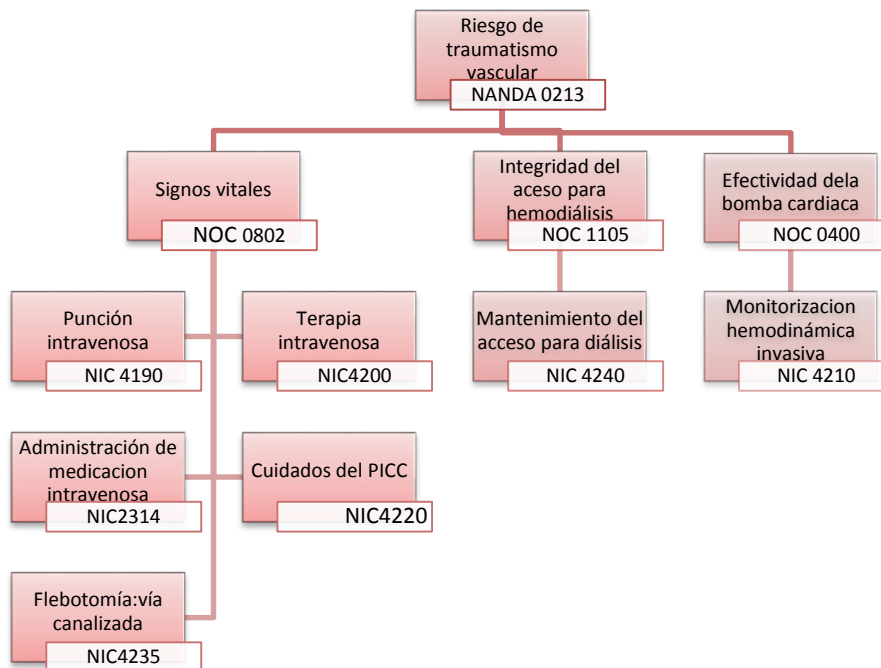 Riesgo de
traumatismo
vascular
NANDA 0213
Signos vitales
NOC 0802
Integridad del
aceso para
hemodiálisis
NOC 1105
Efectividad dela
bomba cardiaca
NOC 0400
Punción
intravenosa
NIC 4190
Terapia
intravenosa
NIC4200
Mantenimiento del
acceso para diálisis
NIC 4240
Monitorizacion
hemodinámica
invasiva
NIC 4210
Administración de
medicacion
intravenosa
NIC2314
Cuidados del PICC
NIC4220
Flebotomía:vía
canalizada
NIC4235